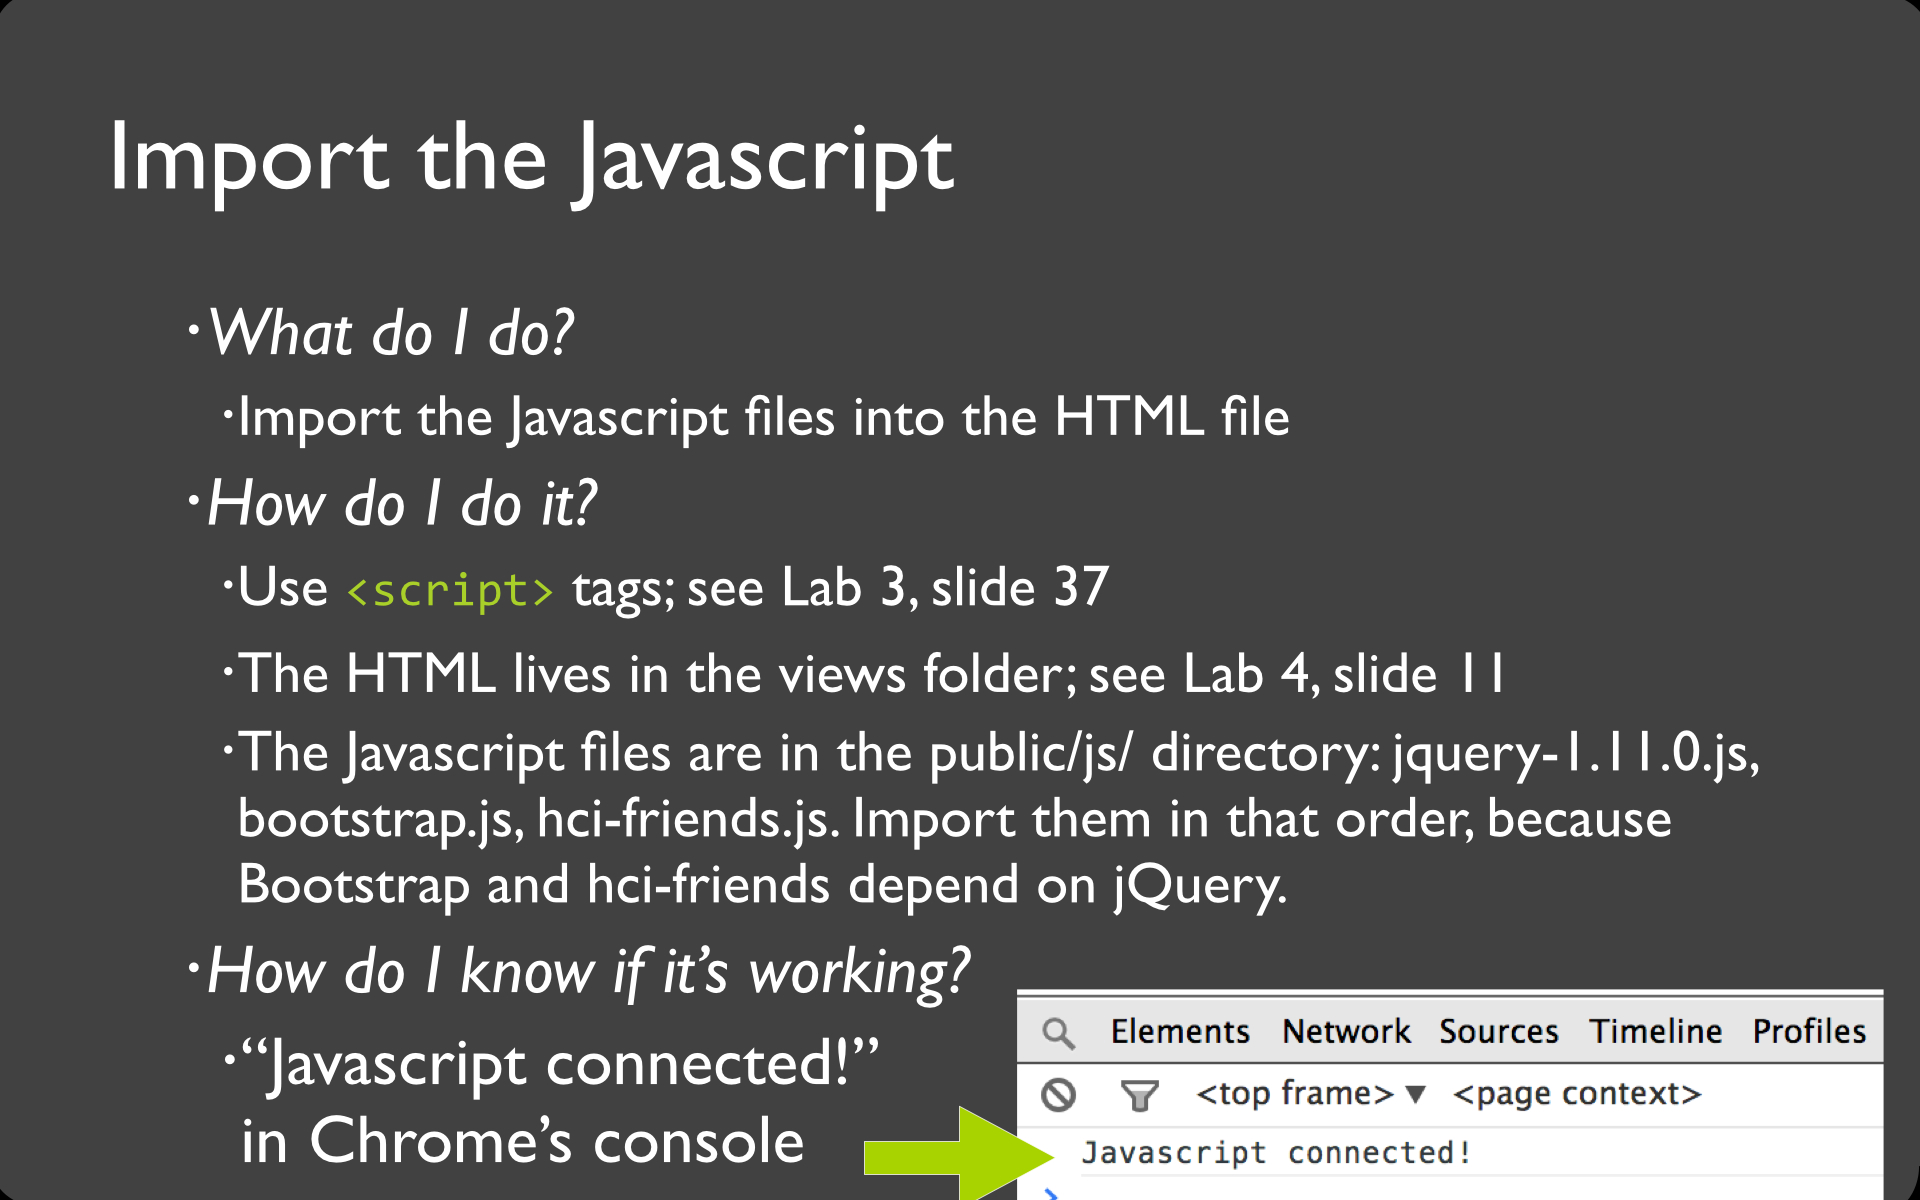 Import the Javascript
•What do I do?
•Import the Javascript files into the HTML file
•How do I do it?
•Use <script> tags; see Lab 3, slide 37
•The HTML lives in the views folder; see Lab 4, slide 11
•The Javascript files are in the public/js/ directory: jquery-1.11.0.js,
bootstrap.js, hci-friends.js. Import them in that order, because
Bootstrap and hci-friends depend on jQuery.
•How do I know if it’s working?
•“Javascript connected!”
in Chrome’s console
Elements Network Sources Timeline Profiles
<top frame> ▼ <page context>
Javascript connected!